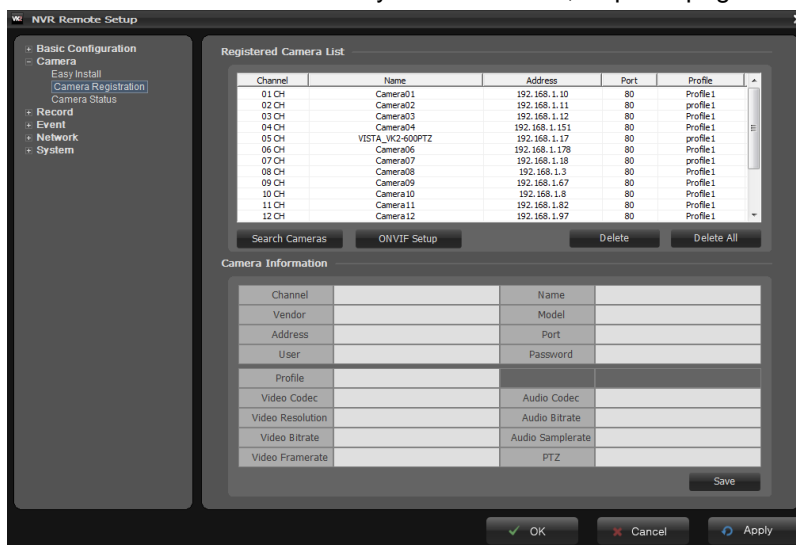 NVR Remote Setup
Basic Configuration
Camera
Easy Install
Camera Registration
Camera Status
Record
Event
Network
System
Registered Camera List
Channel Name Address Port Profile
01 CH Camera01 192.168.1.10 80 Profile1
02 CH Camera02 192.168.1.11 80 profile1
03 CH Camera03 192.168.1.12 80 profile1
04 CH Camera04 192.168.1.151 80 Profile1
05 CH VISTA_VK2-600PTZ 192.168.1.17 80 profile1
06 CH Camera06 192.168.1.178 80 Profile1
07 CH Camera07 192.168.1.18 80 profile1
08 CH Camera08 192.168.1.3 80 Profile1
09 CH Camera09 192.168.1.67 80 Profile1
10 CH Camera10 192.168.1.8 80 Profile1
11 CH Camera11 192.168.1.82 80 Profile1
12 CH Camera12 192.168.1.97 80 Profile1
Search Cameras ONVIF Setup Delete Delete All
Camera Information
Channel Name
Vendor Model
Address Port
User Password
Profile
Video Codec Audio Codec
Video Resolution Audio Bitrate
Video Bitrate Audio Samplerate
Video Framerate PTZ
Save
OK Cancel Apply